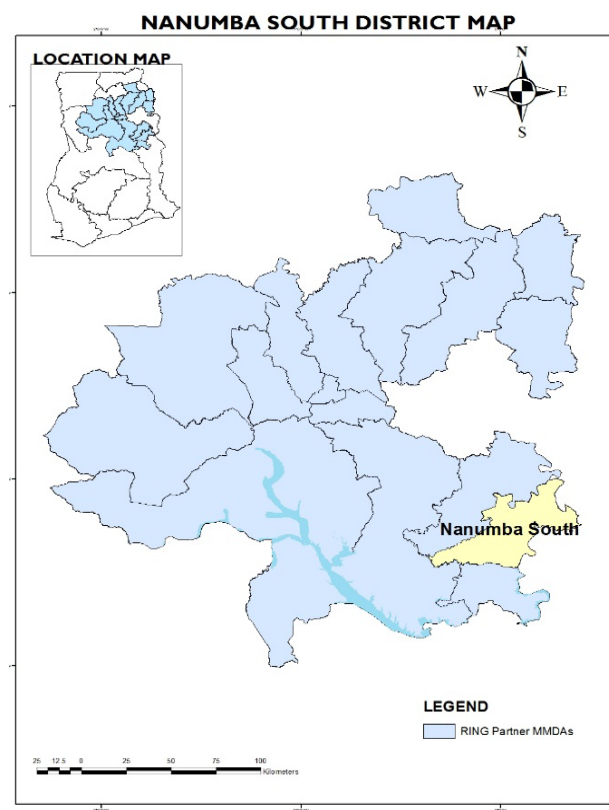 NANUMBA SOUTH DISTRICT MAP
LOCATION MAP
N
W E
S
Nanumba South
LEGEND
RING Partner MMDAs
25 12.5 0 25 50 75 100
Kilometers